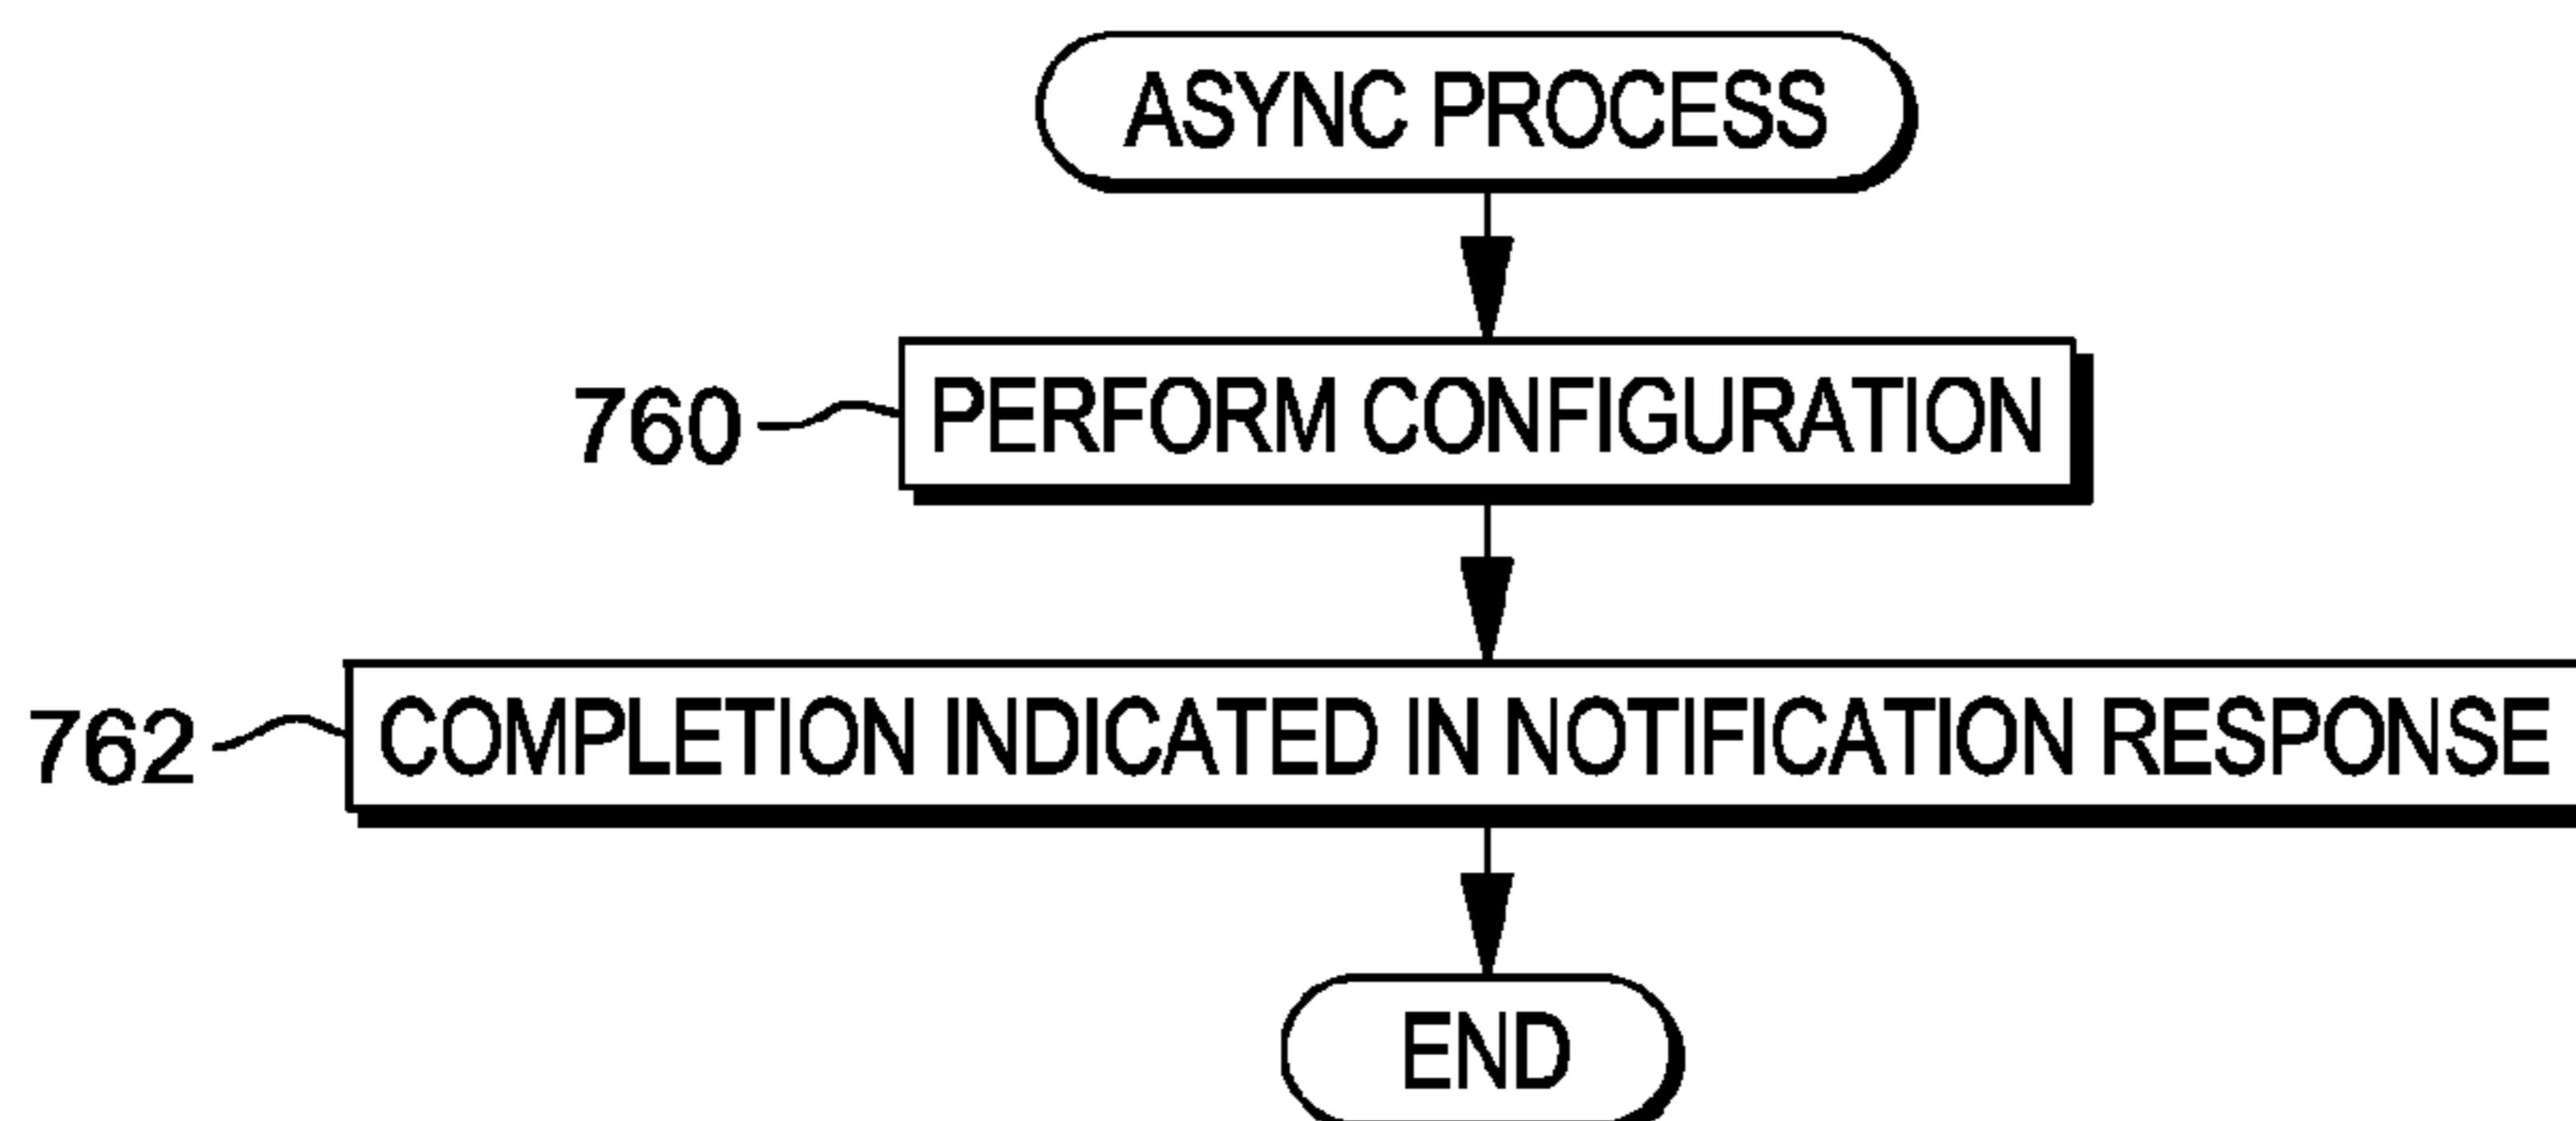 ASYNC PROCESS
760 PERFORM CONFIGURATION
762 COMPLETION INDICATED IN NOTIFICATION RESPONSE
END